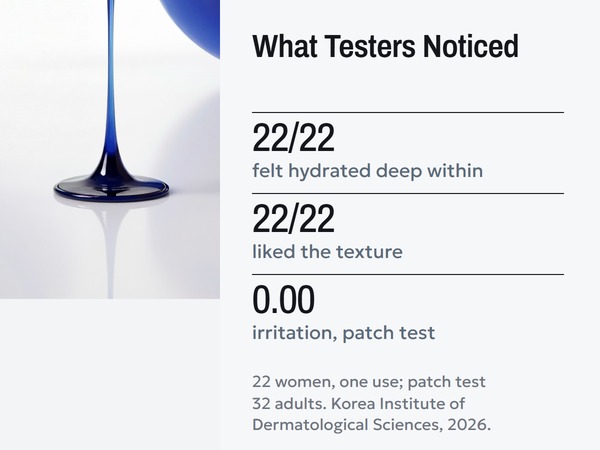 What Testers Noticed
22/22
felt hydrated deep within
22/22
liked the texture
0.00
irritation, patch test
22 women, one use; patch test
32 adults. Korea Institute of
Dermatological Sciences, 2026.